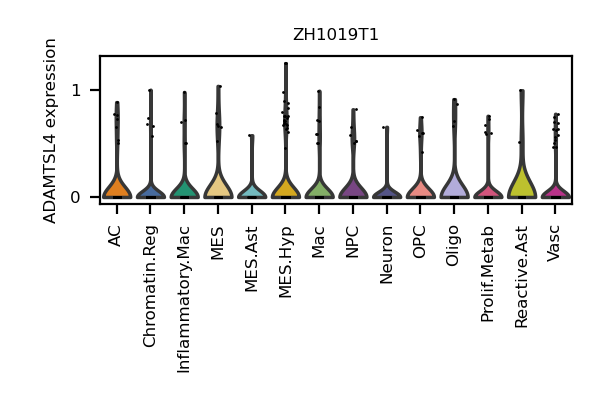 ZH1019T1
ADAMTSL4 expression
1
0
AC
Chromatin.Reg
Inflammatory.Mac
MES
MES.Ast
MES.Hyp
Mac
NPC
Neuron
OPC
Oligo
Prolif.Metab
Reactive.Ast
Vasc